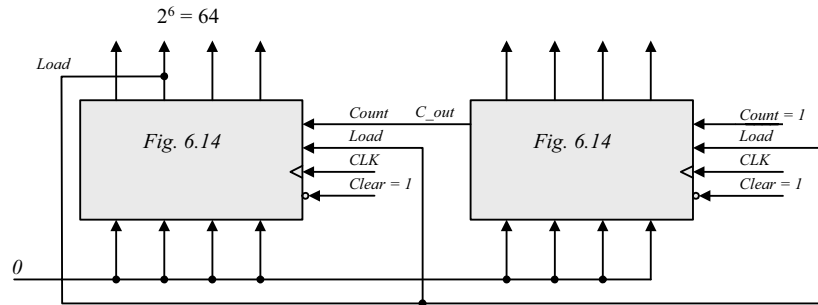 2⁶ = 64
Load
Fig. 6.14
Count
Load
CLK
Clear = 1
C_out
Fig. 6.14
Count = 1
Load
CLK
Clear = 1
0